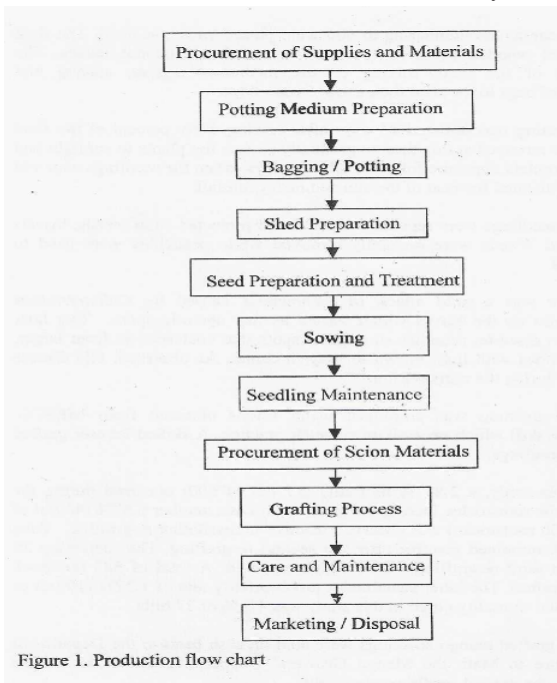 Procurement of Supplies and Materials
Potting Medium Preparation
Bagging / Potting
Shed Preparation
Seed Preparation and Treatment
Sowing
Seedling Maintenance
Procurement of Scion Materials
Grafting Process
Care and Maintenance
Marketing / Disposal
Figure 1. Production flow chart